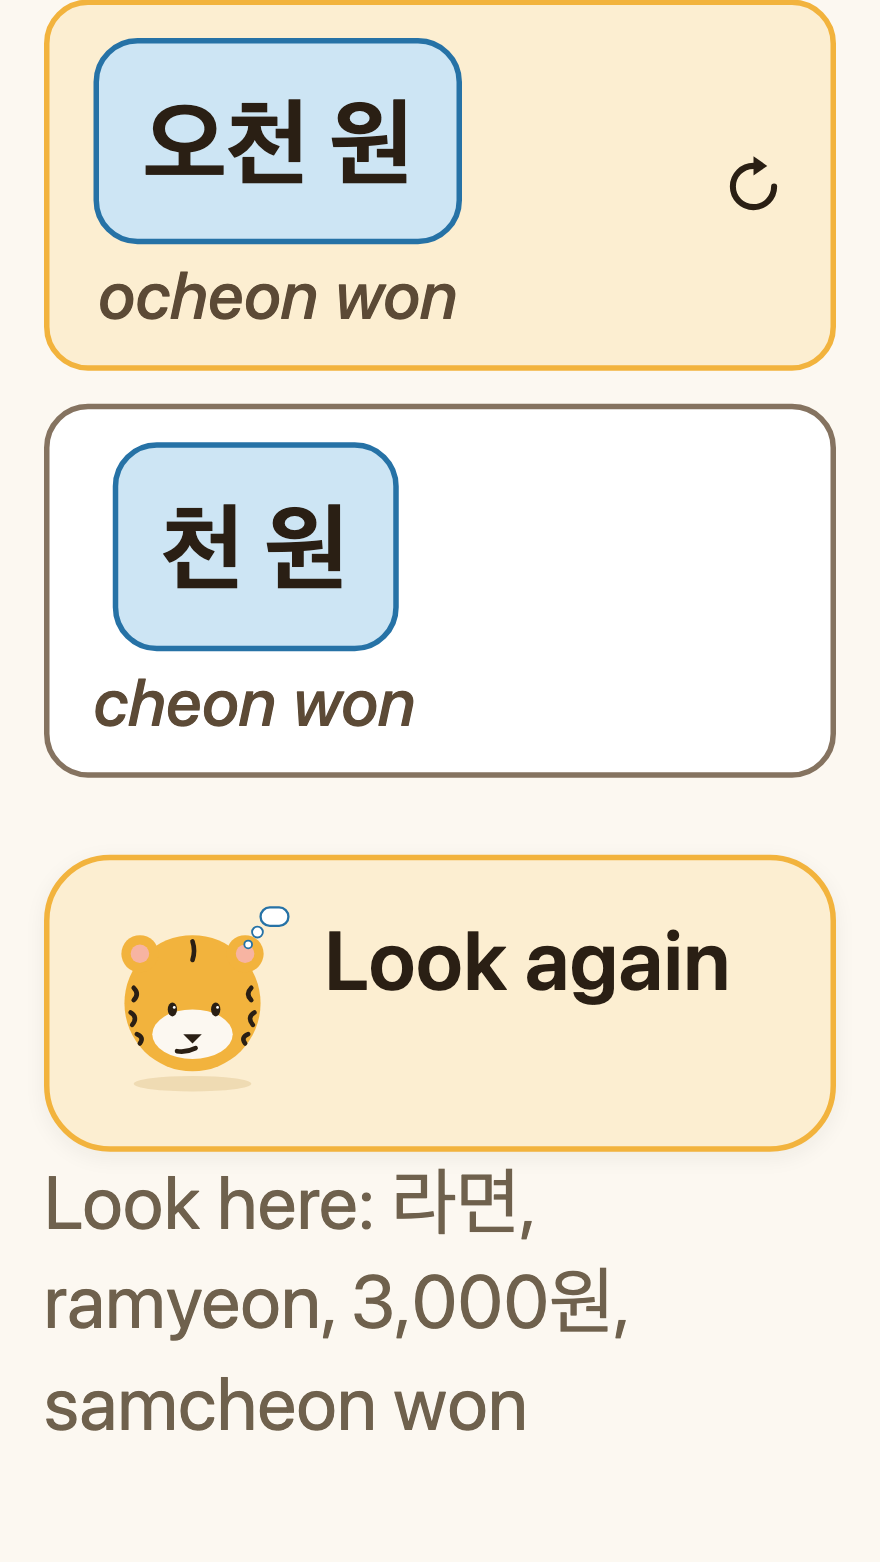 오천 원
ocheon won
천 원
cheon won
Look again
Look here: 라면,
ramyeon, 3,000원,
samcheon won